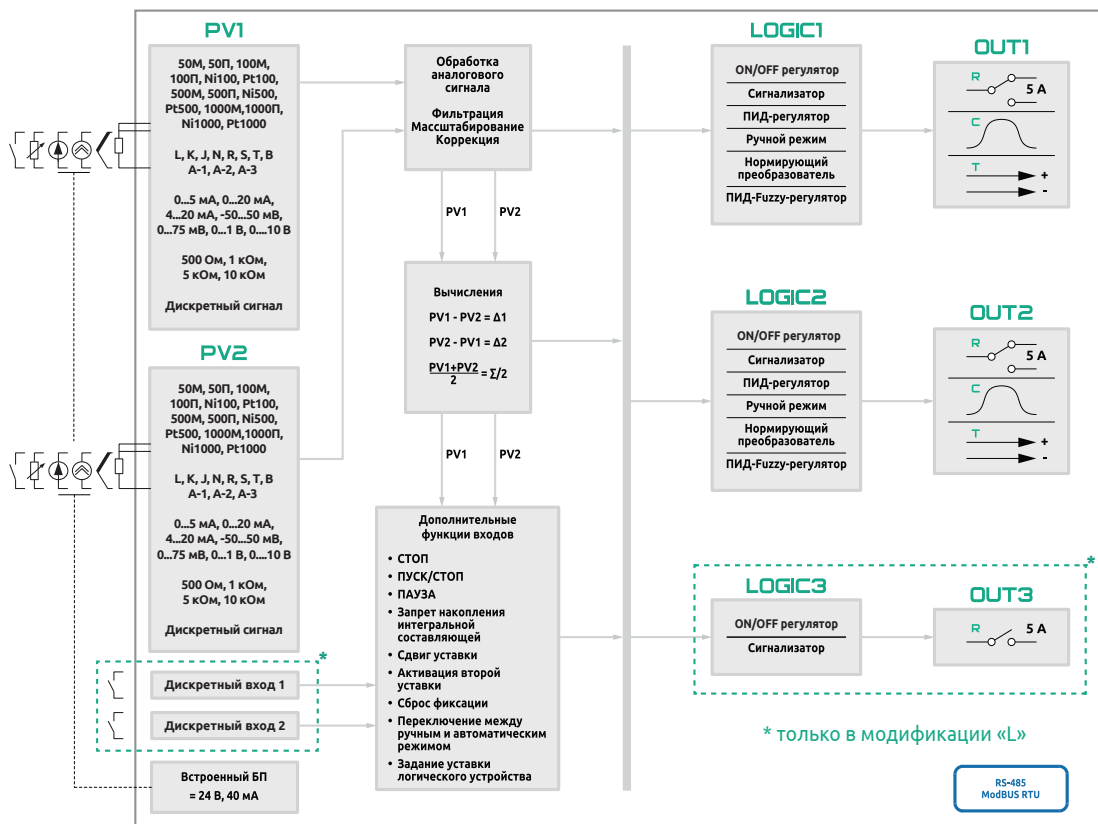 PV1
50М, 50П, 100М,
100П, Ni100, Pt100,
500М, 500П, Ni500,
Pt500, 1000М,1000П,
Ni1000, Pt1000
L, K, J, N, R, S, T, B
A-1, A-2, A-3
0...5 мА, 0...20 мА,
4...20 мА, -50...50 мВ,
0...75 мВ, 0...1 В, 0....10 В
500 Ом, 1 кОм,
5 кОм, 10 кОм
Дискретный сигнал
PV2
50М, 50П, 100М,
100П, Ni100, Pt100,
500М, 500П, Ni500,
Pt500, 1000М,1000П,
Ni1000, Pt1000
L, K, J, N, R, S, T, B
A-1, A-2, A-3
0...5 мА, 0...20 мА,
4...20 мА, -50...50 мВ,
0...75 мВ, 0...1 В, 0....10 В
500 Ом, 1 кОм,
5 кОм, 10 кОм
Дискретный сигнал
*
Дискретный вход 1
Дискретный вход 2
Встроенный БП
= 24 В, 40 мА
Обработка
аналогового
сигнала
Фильтрация
Массштабирование
Коррекция
PV1 PV2
Вычисления
PV1 - PV2 = Δ1
PV2 - PV1 = Δ2
PV1+PV2
2 = Σ/2
PV1 PV2
Дополнительные
функции входов
• СТОП
• ПУСК/СТОП
• ПАУЗА
• Запрет накопления
интегральной
составляющей
• Сдвиг уставки
• Активация второй
уставки
• Сброс фиксации
• Переключение между
ручным и автоматическим
режимом
• Задание уставки
логического устройства
LOGIC1
ON/OFF регулятор
Сигнализатор
ПИД-регулятор
Ручной режим
Нормирующий
преобразователь
ПИД-Fuzzy-регулятор
OUT1
R
5 А
C
T
+
-
LOGIC2
ON/OFF регулятор
Сигнализатор
ПИД-регулятор
Ручной режим
Нормирующий
преобразователь
ПИД-Fuzzy-регулятор
OUT2
R
5 А
C
T
+
-
*
LOGIC3
ON/OFF регулятор
Сигнализатор
OUT3
R
5 А
* только в модификации «L»
RS-485
ModBUS RTU